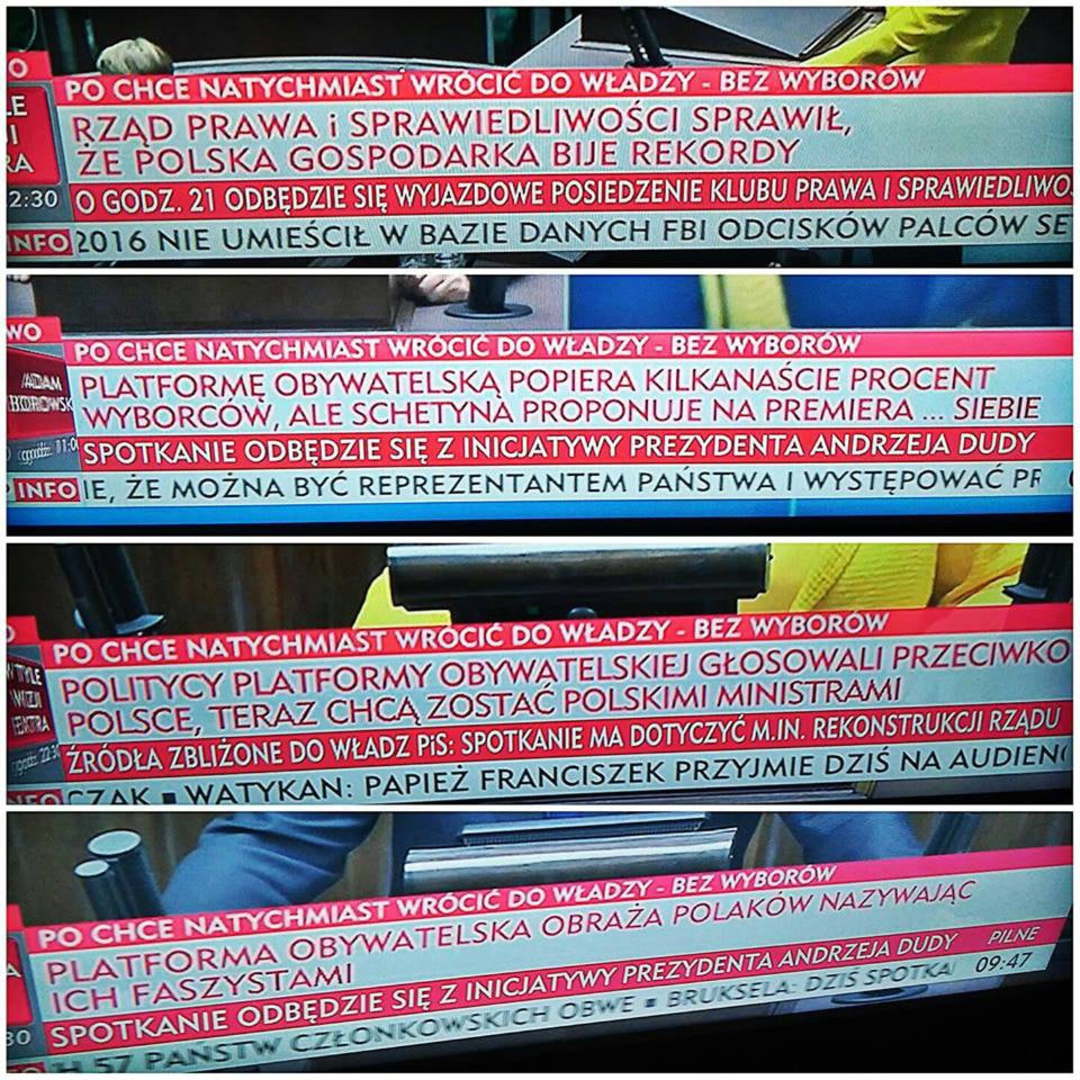 PO CHCE NATYCHMIAST WRÓCIĆ DO WŁADZY - BEZ WYBORÓW
RZĄD PRAWA i SPRAWIEDLIWOŚCI SPRAWIŁ,
ŻE POLSKA GOSPODARKA BIJE REKORDY
2:30 O GODZ. 21 ODBĘDZIE SIĘ WYJAZDOWE POSIEDZENIE KLUBU PRAWA I SPRAWIEDLIWO
INFO 2016 NIE UMIEŚCIŁ W BAZIE DANYCH FBI ODCISKÓW PALCÓW SE
WO
PO CHCE NATYCHMIAST WRÓCIĆ DO WŁADZY - BEZ WYBORÓW
ADAM
BOROWSK
PLATFORMĘ OBYWATELSKĄ POPIERA KILKANAŚCIE PROCENT
WYBORCÓW, ALE SCHETYNA PROPONUJE NA PREMIERA ... SIEBIE
SPOTKANIE ODBĘDZIE SIĘ Z INICJATYWY PREZYDENTA ANDRZEJA DUDY
INFO IE, ŻE MOŻNA BYĆ REPREZENTANTEM PAŃSTWA I WYSTĘPOWAĆ PR
PO CHCE NATYCHMIAST WRÓCIĆ DO WŁADZY - BEZ WYBORÓW
POLITYCY PLATFORMY OBYWATELSKIEJ GŁOSOWALI PRZECIWKO
POLSCE, TERAZ CHCĄ ZOSTAĆ POLSKIMI MINISTRAMI
ŹRÓDŁA ZBLIŻONE DO WŁADZ PiS: SPOTKANIE MA DOTYCZYĆ M.IN. REKONSTRUKCJI RZĄDU
CZAK ▪ WATYKAN: PAPIEŻ FRANCISZEK PRZYJMIE DZIŚ NA AUDIEN
PO CHCE NATYCHMIAST WRÓCIĆ DO WŁADZY - BEZ WYBORÓW
PLATFORMA OBYWATELSKA OBRAŻA POLAKÓW NAZYWAJĄC
ICH FASZYSTAMI
SPOTKANIE ODBĘDZIE SIĘ Z INICJATYWY PREZYDENTA ANDRZEJA DUDY PILNE
H 57 PAŃSTW CZŁONKOWSKICH OBWE ▪ BRUKSELA: DZIŚ SPOTKA 09:47